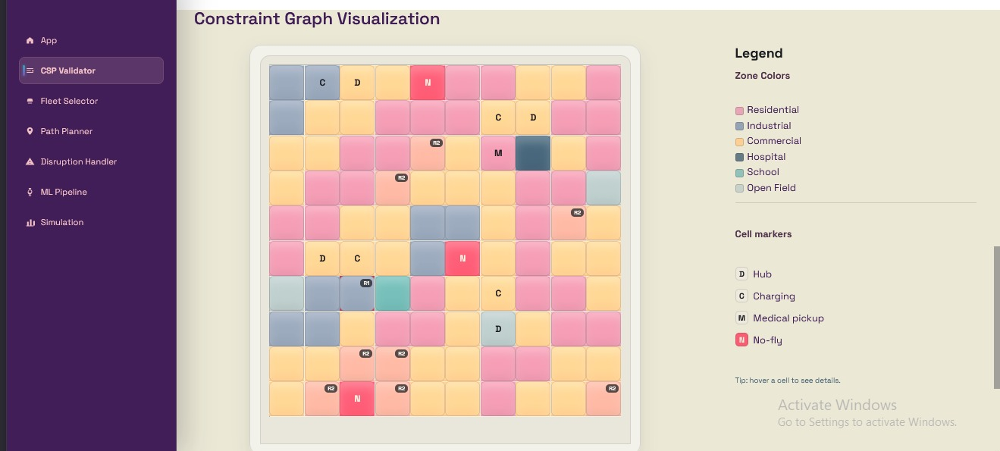 Constraint Graph Visualization
App
CSP Validator
Fleet Selector
Path Planner
Disruption Handler
ML Pipeline
Simulation
C D N
C D
R2 M
R2
R2
D C N
R1 C
D
R2 R2
R2 N R2 R2
Legend
Zone Colors
Residential
Industrial
Commercial
Hospital
School
Open Field
Cell markers
D Hub
C Charging
M Medical pickup
N No-fly
Tip: hover a cell to see details.
Activate Windows
Go to Settings to activate Windows.